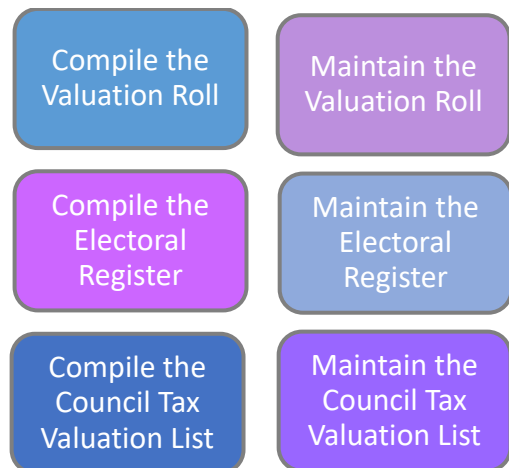 Compile the
Valuation Roll
Maintain the
Valuation Roll
Compile the
Electoral
Register
Maintain the
Electoral
Register
Compile the
Council Tax
Valuation List
Maintain the
Council Tax
Valuation List